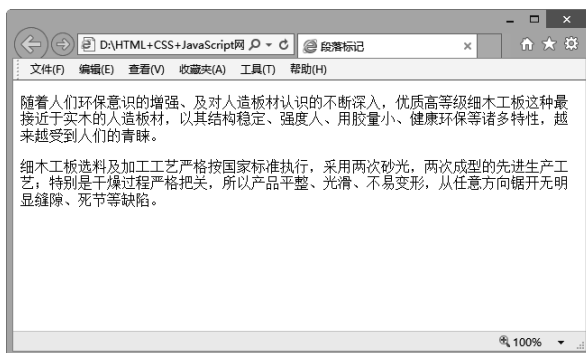 D:\HTML+CSS+JavaScript网
段落标记
文件(F) 编辑(E) 查看(V) 收藏夹(A) 工具(T) 帮助(H)
随着人们环保意识的增强、及对人造板材认识的不断深入，优质高等级细木工板这种最
接近于实木的人造板材，以其结构稳定、强度人、用胶量小、健康环保等诸多特性，越
来越受到人们的青睐。
细木工板选料及加工工艺严格按国家标准执行，采用两次砂光，两次成型的先进生产工
艺；特别是干燥过程严格把关，所以产品平整、光滑、不易变形，从任意方向锯开无明
显缝隙、死节等缺陷。
100%